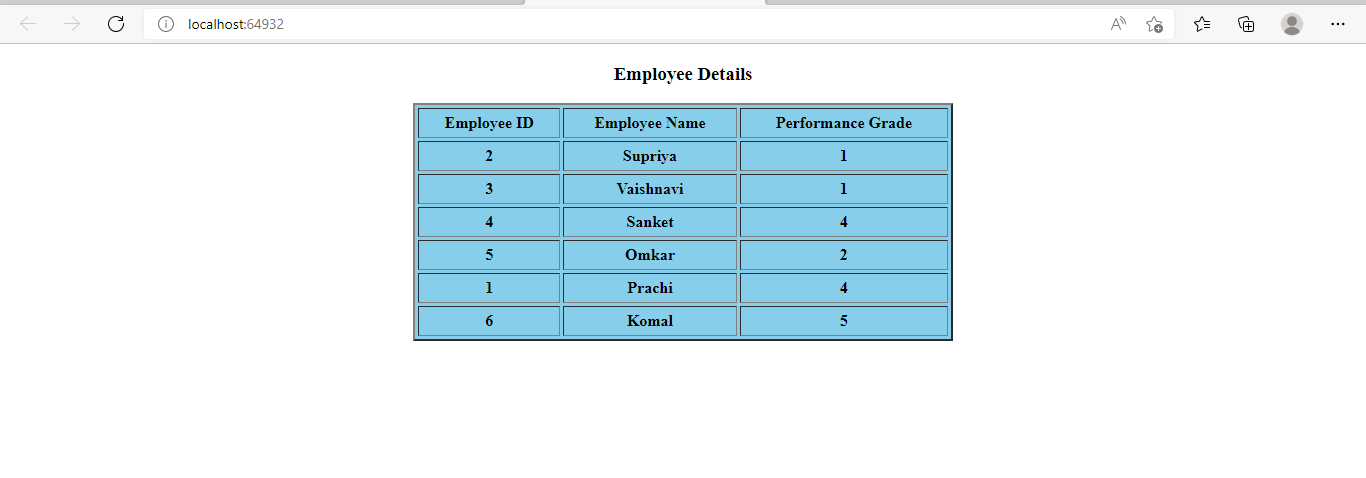 localhost:64932
Employee Details
Employee ID Employee Name Performance Grade
2 Supriya 1
3 Vaishnavi 1
4 Sanket 4
5 Omkar 2
1 Prachi 4
6 Komal 5